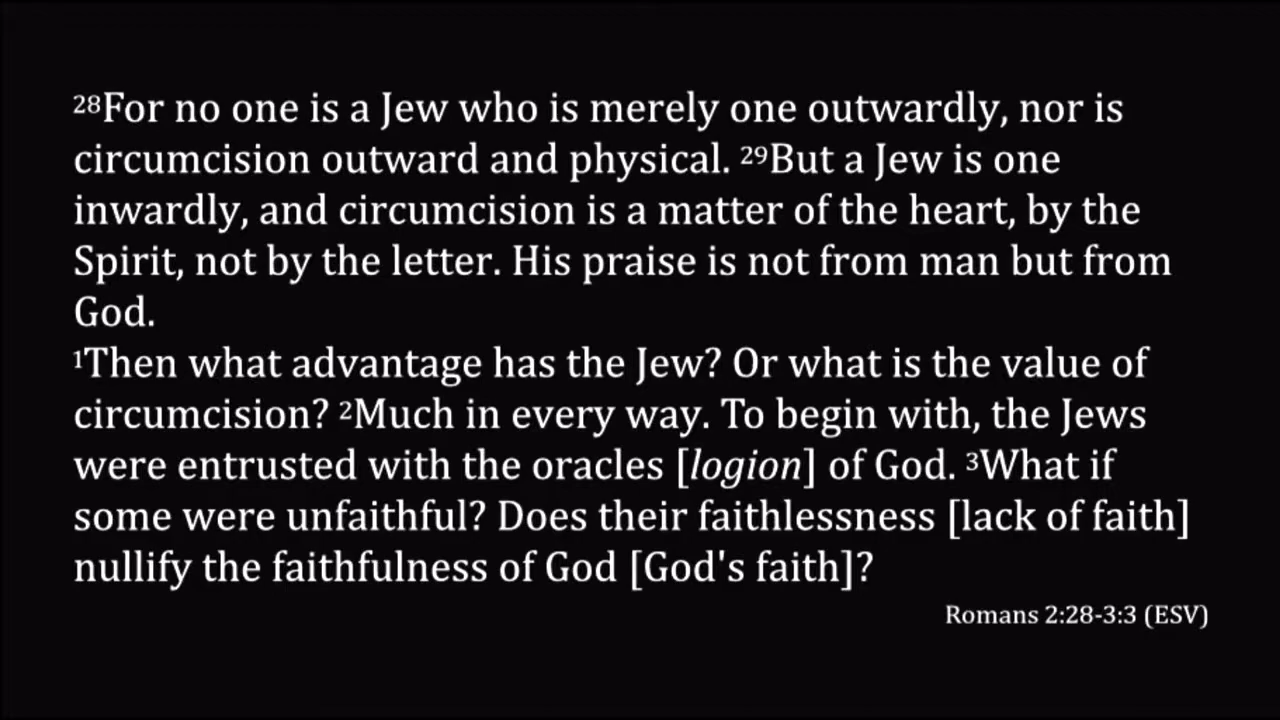 28For no one is a Jew who is merely one outwardly, nor is
circumcision outward and physical. 29But a Jew is one
inwardly, and circumcision is a matter of the heart, by the
Spirit, not by the letter. His praise is not from man but from
God.
1Then what advantage has the Jew? Or what is the value of
circumcision? 2Much in every way. To begin with, the Jews
were entrusted with the oracles [logion] of God. 3What if
some were unfaithful? Does their faithlessness [lack of faith]
nullify the faithfulness of God [God's faith]?
Romans 2:28-3:3 (ESV)